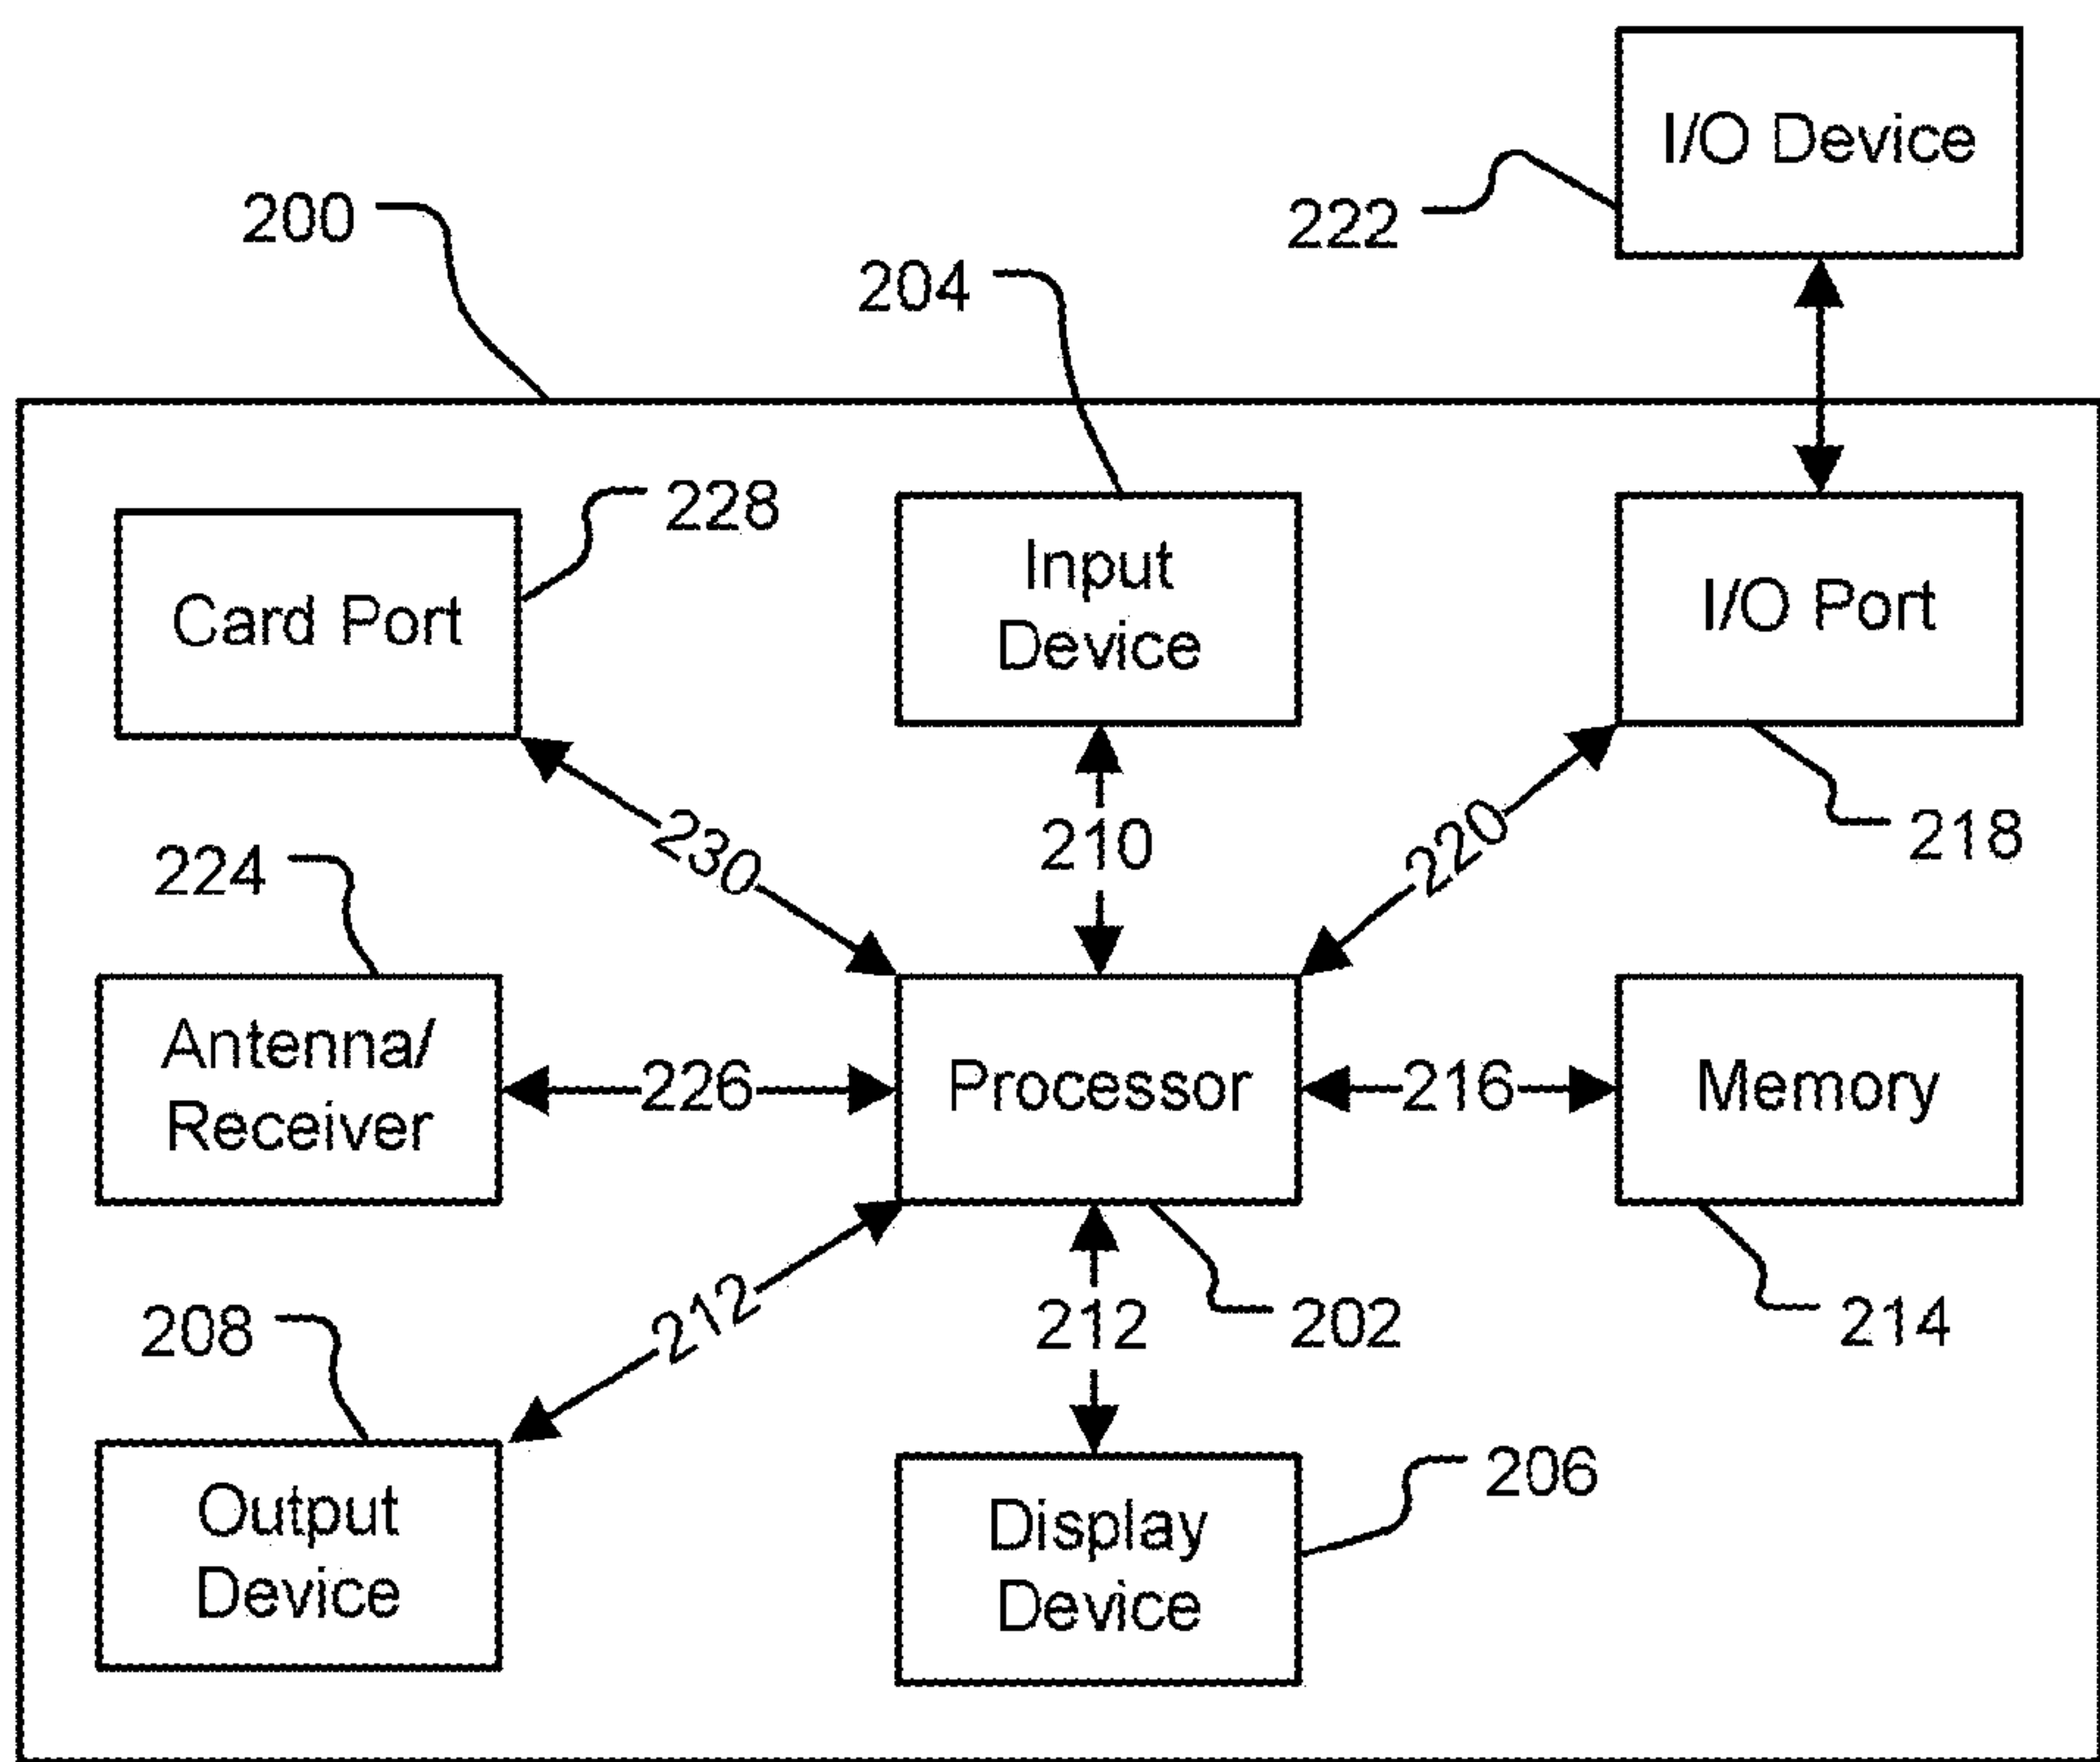 I/O Device
222
200
204
228
Card Port
Input
Device
I/O Port
218
230
210
220
224
Antenna/
Receiver
226
Processor
216
Memory
212
212
202
214
208
Output
Device
206
Display
Device